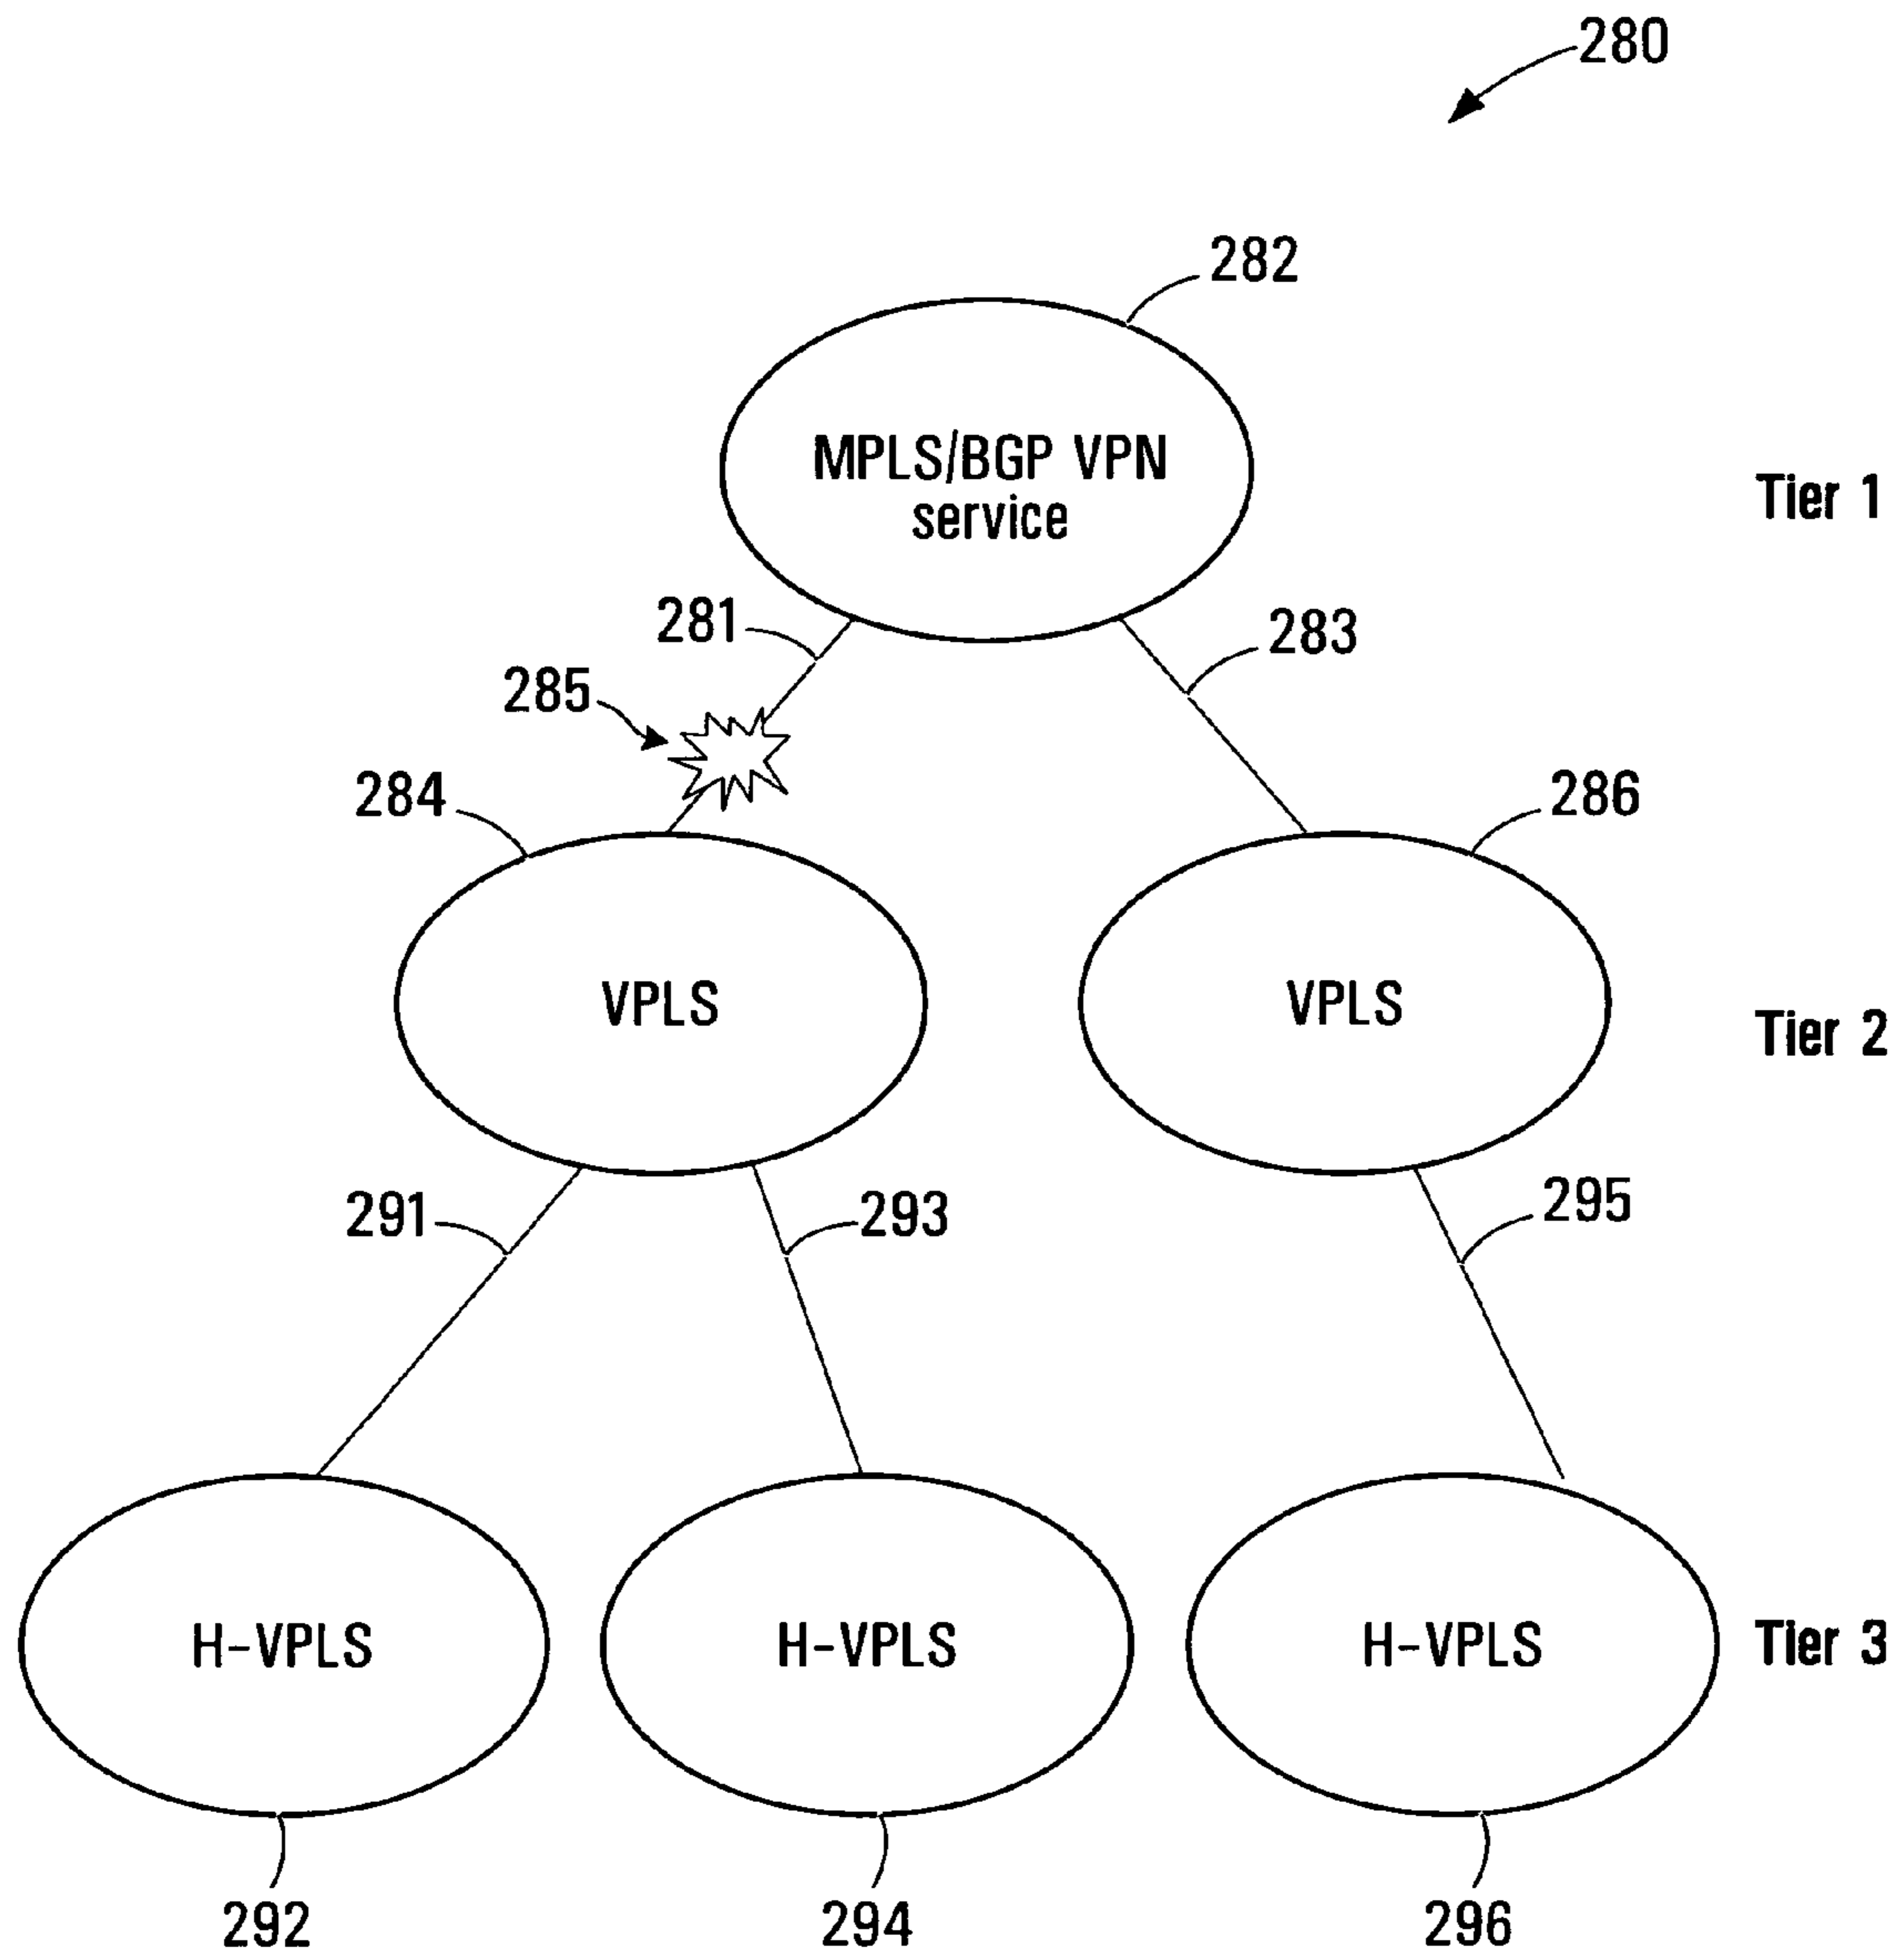 280
282
MPLS/BGP VPN
service
Tier 1
281
283
285
284
286
VPLS
VPLS
Tier 2
291
293
295
H-VPLS
H-VPLS
H-VPLS
Tier 3
292
294
296